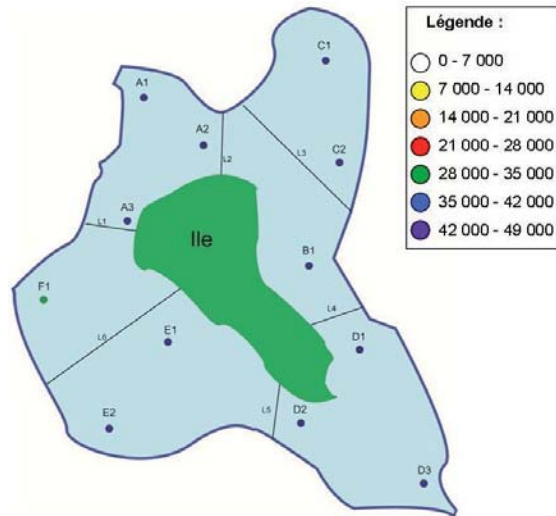 Légende :
0 - 7 000
7 000 - 14 000
14 000 - 21 000
21 000 - 28 000
28 000 - 35 000
35 000 - 42 000
42 000 - 49 000
C1
A1
A2
L3
L2
C2
A3
L1
Ile
B1
F1
L4
L6
E1
D1
L5
D2
E2
D3